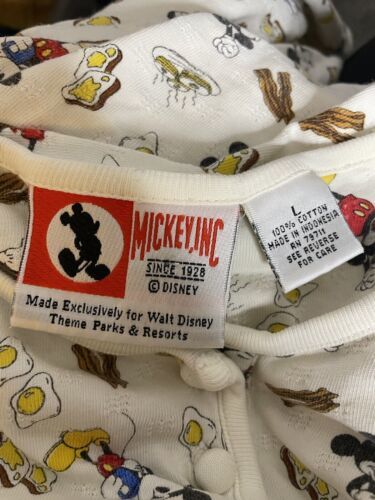 MICKEY, INC
SINCE 1928
© DISNEY
Made Exclusively for Walt Disney
Theme Parks & Resorts
L
100% COTTON
MADE IN INDONESIA
RN 79711
SEE REVERSE
FOR CARE